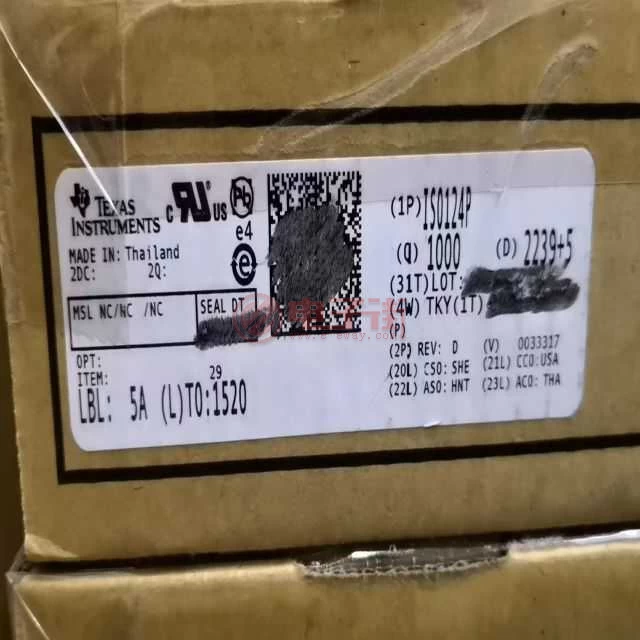 TEXAS
INSTRUMENTS
c RU US
Pb
e4
e
MADE IN: Thailand
2DC: 2Q:
MSL NC/NC /NC
SEAL DT
OPT:
ITEM: 29
LBL: 5A (L)TO:1520
(1P) ISO124P
(Q) 1000 (D) 2239+5
(31T)LOT:
(4W) TKY(1T)
(P)
(2P) REV: D (V) 0033317
(20L) CSO: SHE (21L) CCO:USA
(22L) ASO: HNT (23L) ACO: THA